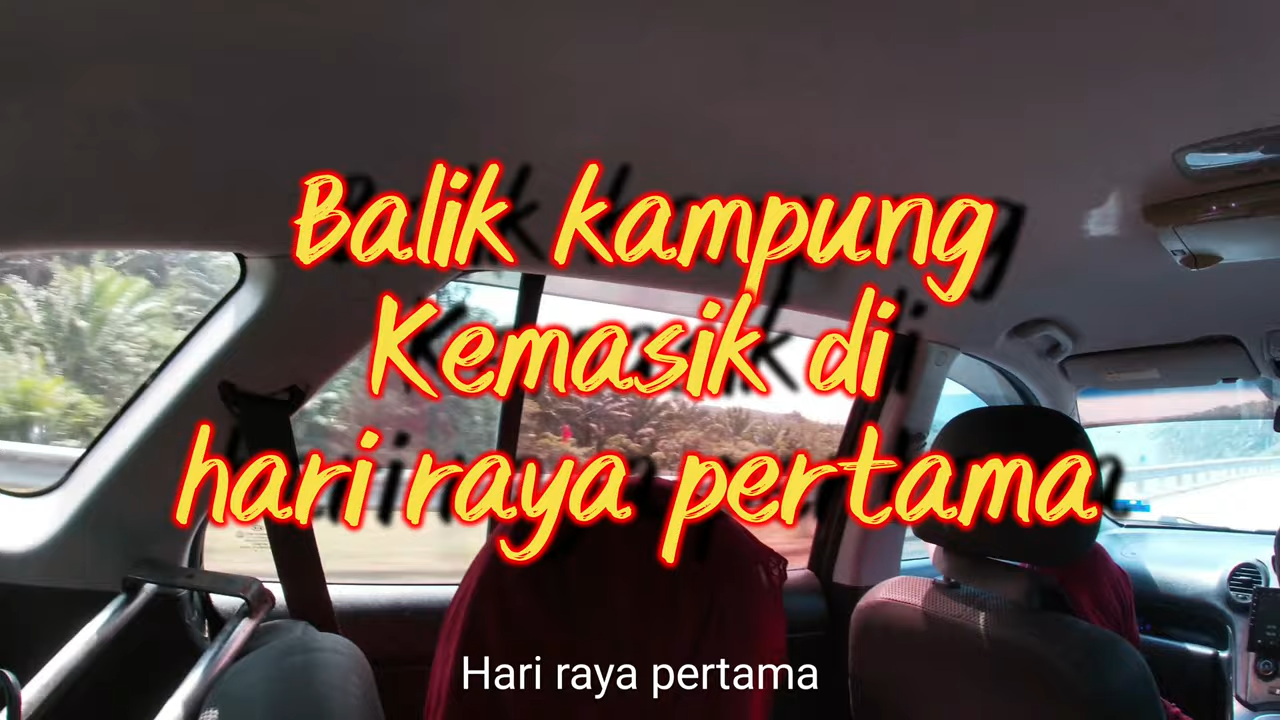 Balik kampung
Kemasik di
hari raya pertama
Hari raya pertama